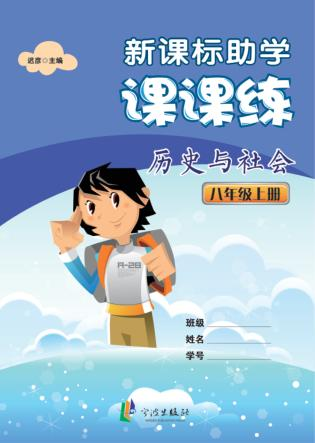 迟彦◇主编
新课标助学
课课练
历史与社会
八年级上册
A-28
班级
姓名
学号
宁波出版社